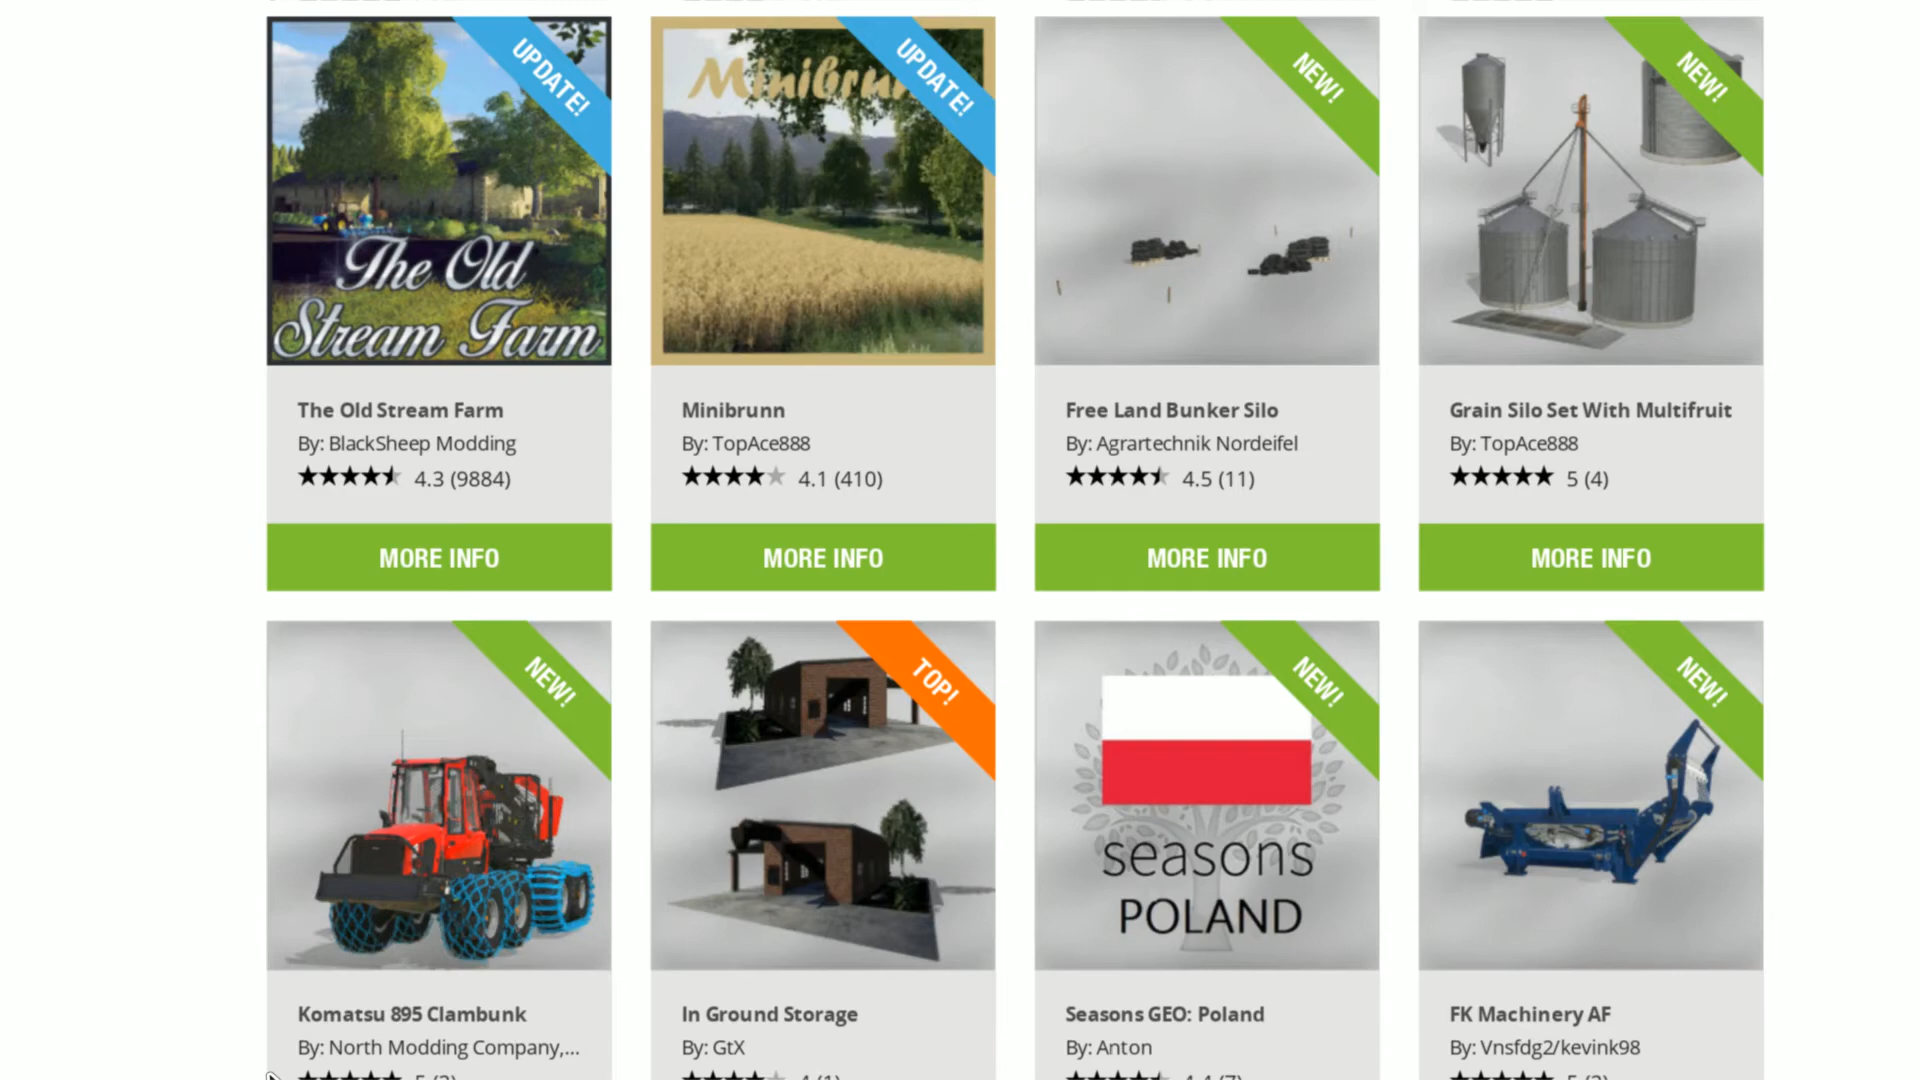 UPDATE!
The Old
Stream Farm
The Old Stream Farm
By: BlackSheep Modding
4.3 (9884)
MORE INFO
UPDATE!
Minibrunn
By: TopAce888
4.1 (410)
MORE INFO
NEW!
Free Land Bunker Silo
By: Agrartechnik Nordeifel
4.5 (11)
MORE INFO
NEW!
Grain Silo Set With Multifruit
By: TopAce888
5 (4)
MORE INFO
NEW!
Komatsu 895 Clambunk
By: North Modding Company,...
TOP!
In Ground Storage
By: GtX
NEW!
seasons
POLAND
Seasons GEO: Poland
By: Anton
NEW!
FK Machinery AF
By: Vnsfdg2/kevink98